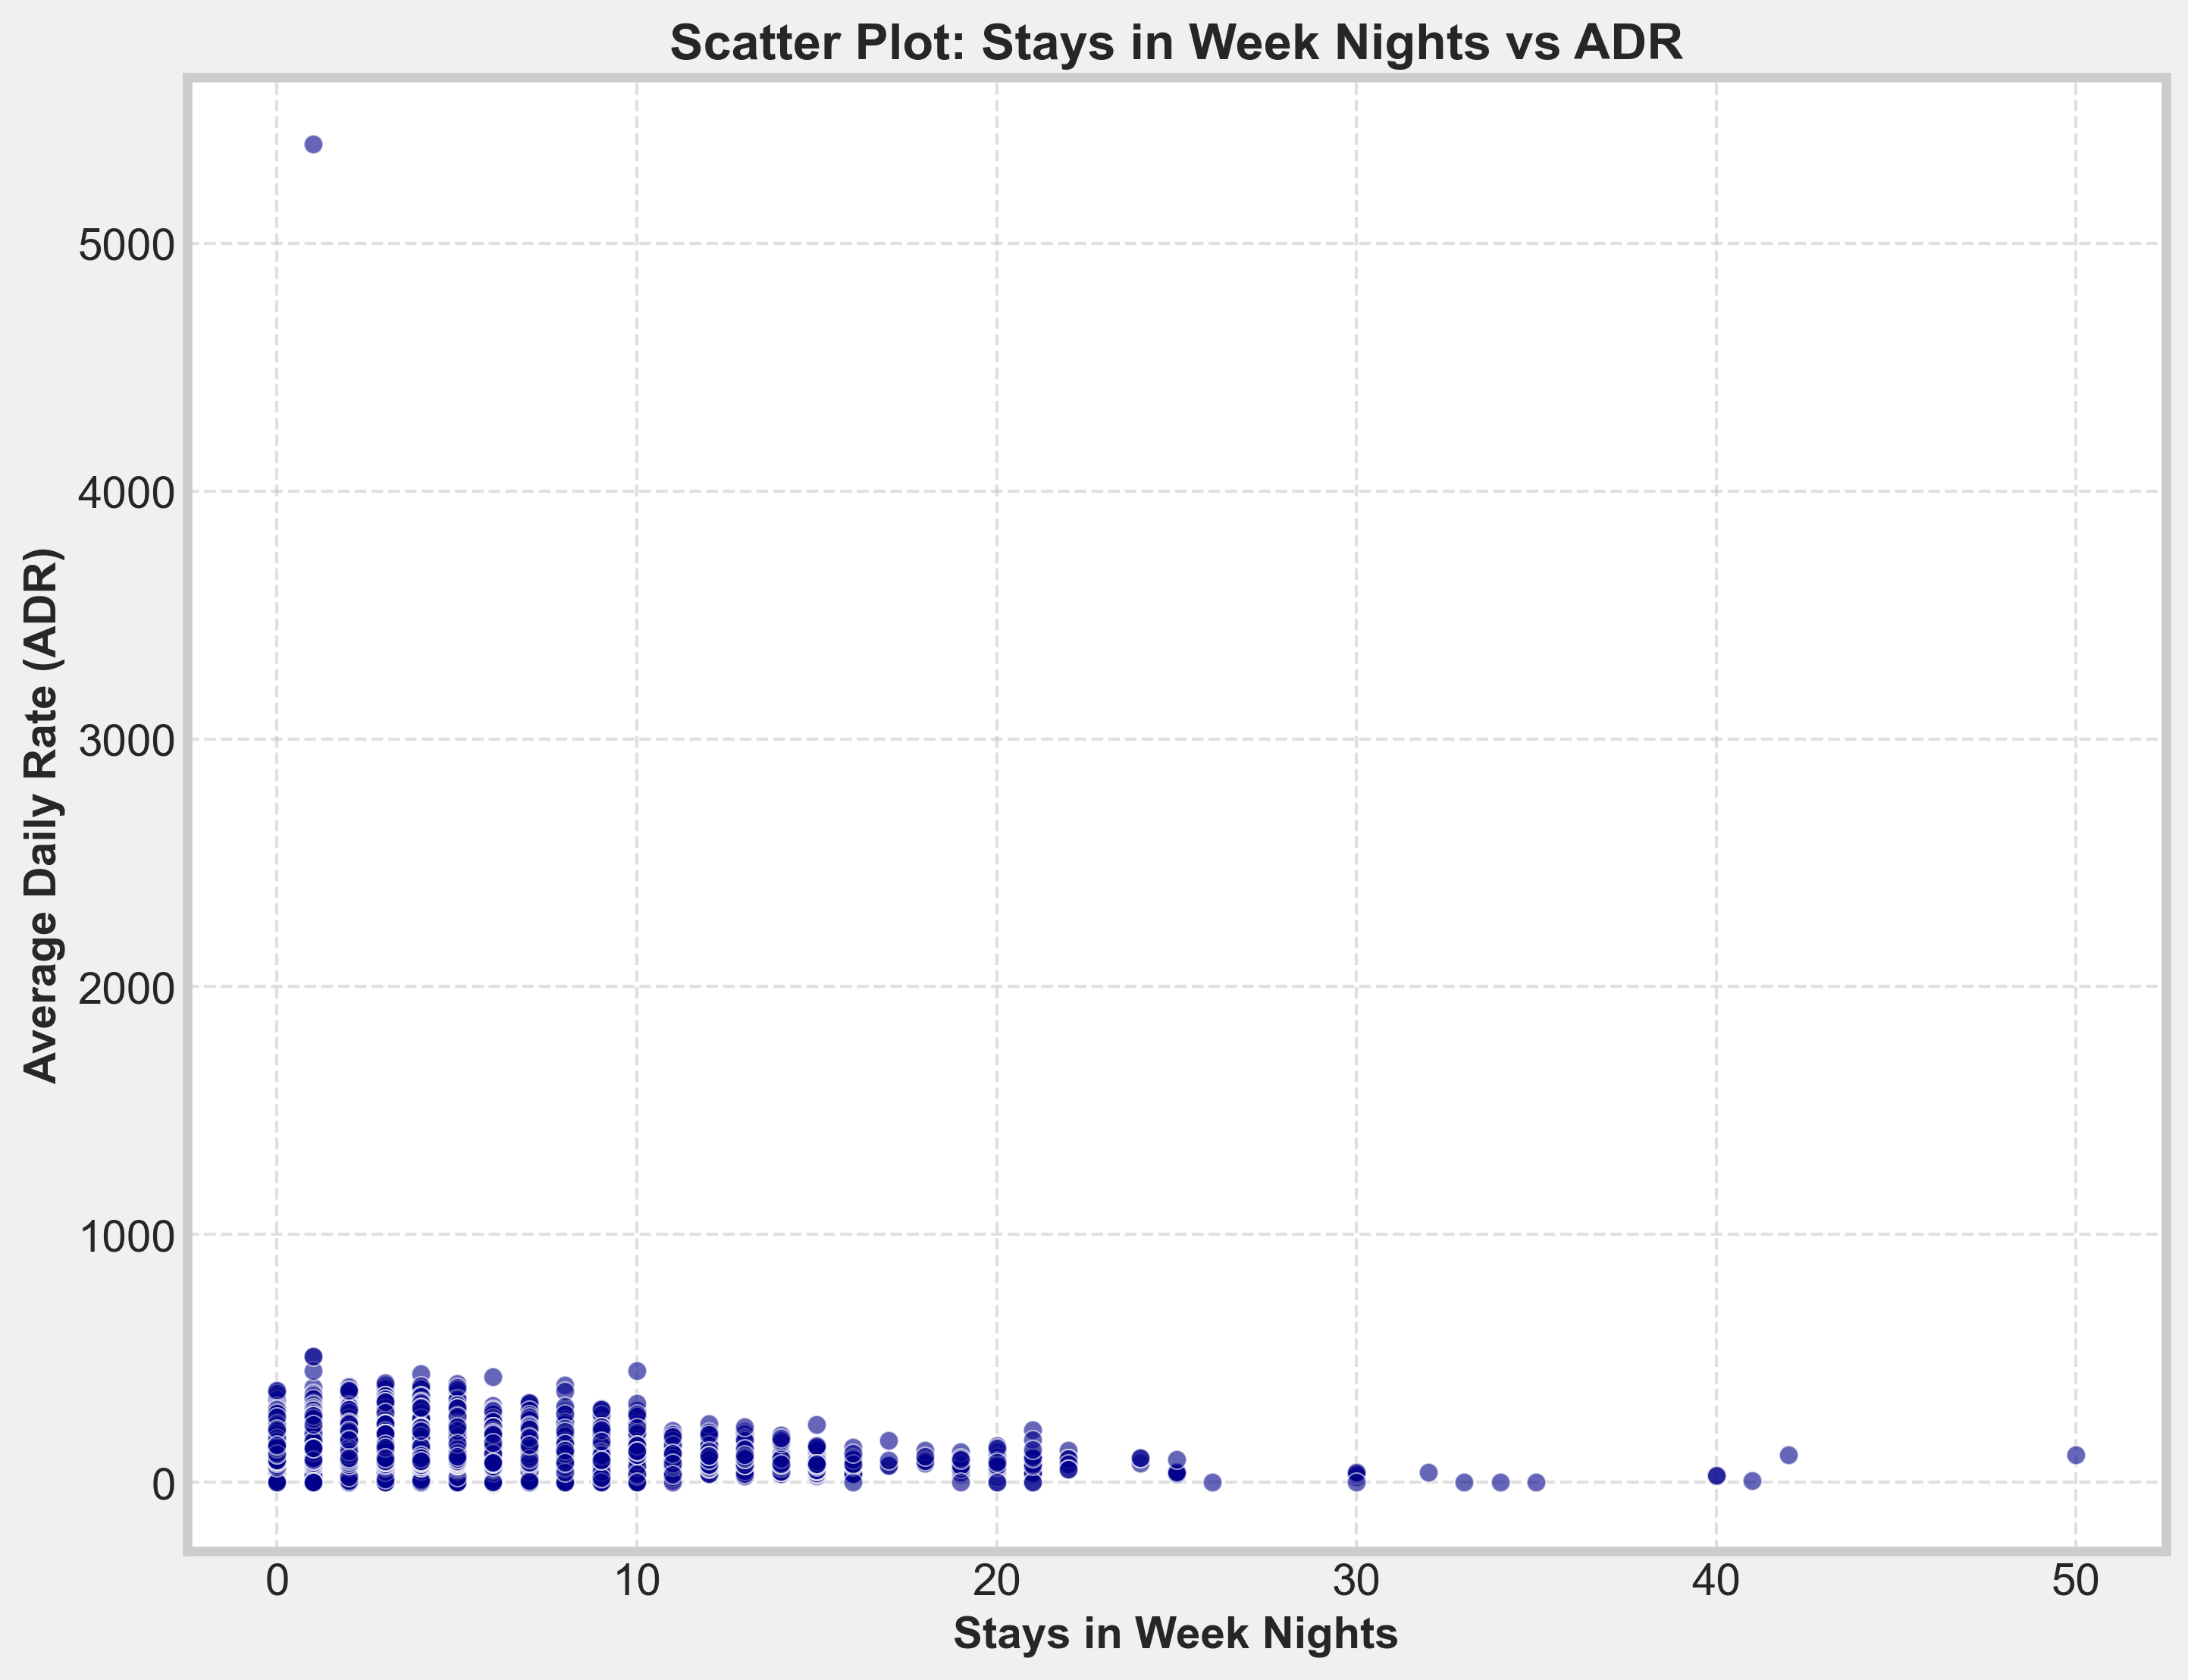 Scatter Plot: Stays in Week Nights vs ADR
Average Daily Rate (ADR)
5000
4000
3000
2000
1000
0
0 10 20 30 40 50
Stays in Week Nights